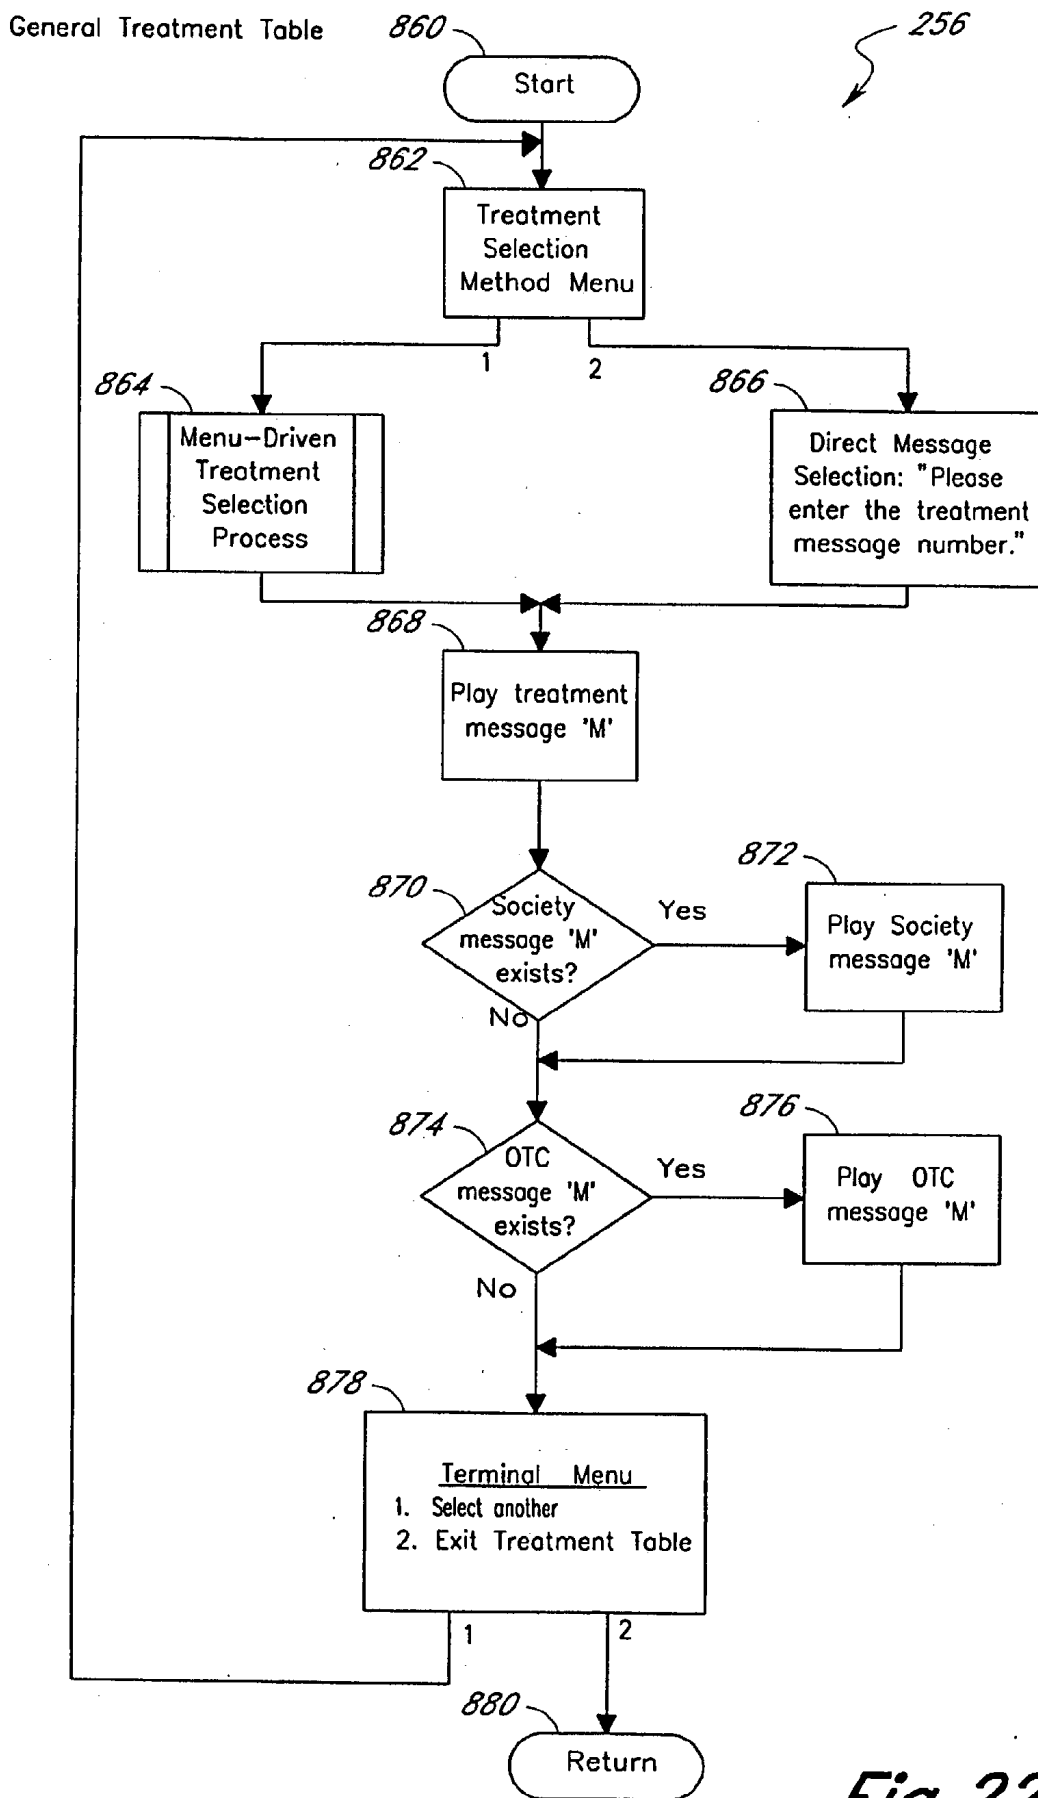 General Treatment Table
860
256
Start
862
Treatment
Selection
Method Menu
1
2
864
866
Menu-Driven
Treatment
Selection
Process
Direct Message
Selection: "Please
enter the treatment
message number."
868
Play treatment
message 'M'
870
Society
message 'M'
exists?
Yes
872
Play Society
message 'M'
No
874
OTC
message 'M'
exists?
Yes
876
Play OTC
message 'M'
No
878
Terminal Menu
1. Select another
2. Exit Treatment Table
1
2
880
Return